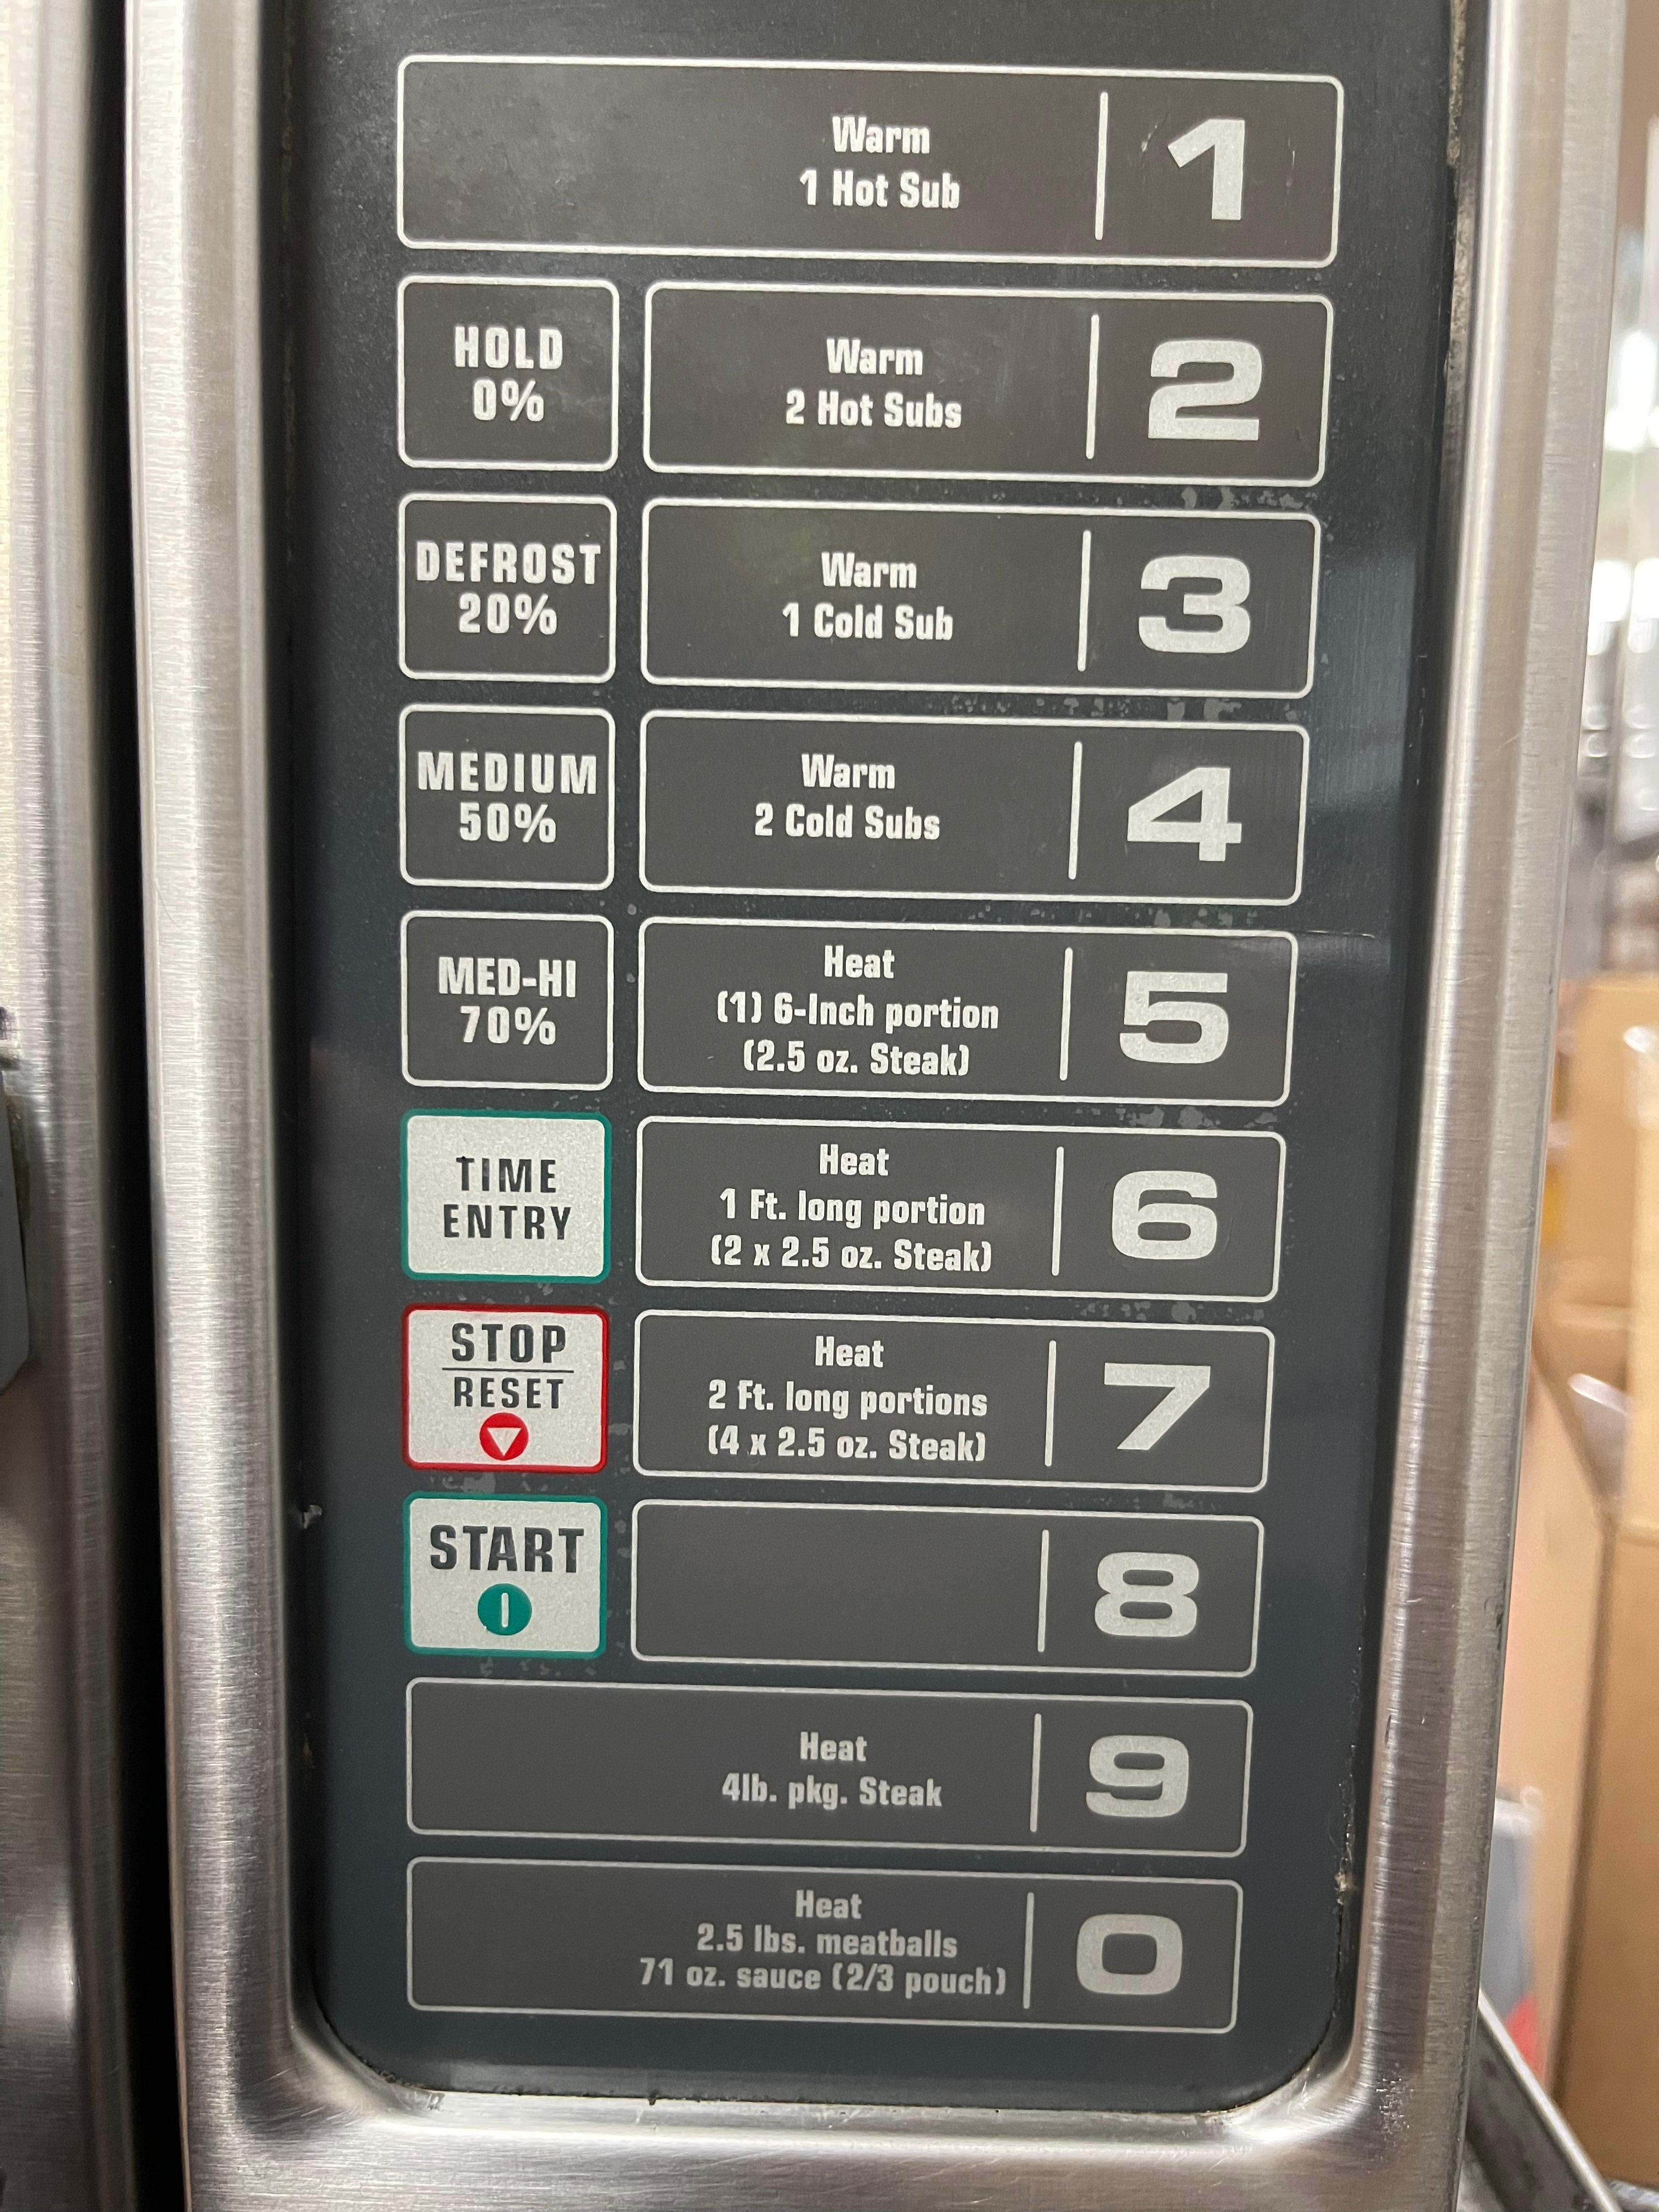 Warm
1 Hot Sub
1
HOLD
0%
Warm
2 Hot Subs
2
DEFROST
20%
Warm
1 Cold Sub
3
MEDIUM
50%
Warm
2 Cold Subs
4
MED-HI
70%
Heat
(1) 6-Inch portion
(2.5 oz. Steak)
5
TIME
ENTRY
Heat
1 Ft. long portion
(2 x 2.5 oz. Steak)
6
STOP
RESET
Heat
2 Ft. long portions
(4 x 2.5 oz. Steak)
7
START
8
Heat
4lb. pkg. Steak
9
Heat
2.5 lbs. meatballs
71 oz. sauce (2/3 pouch)
0